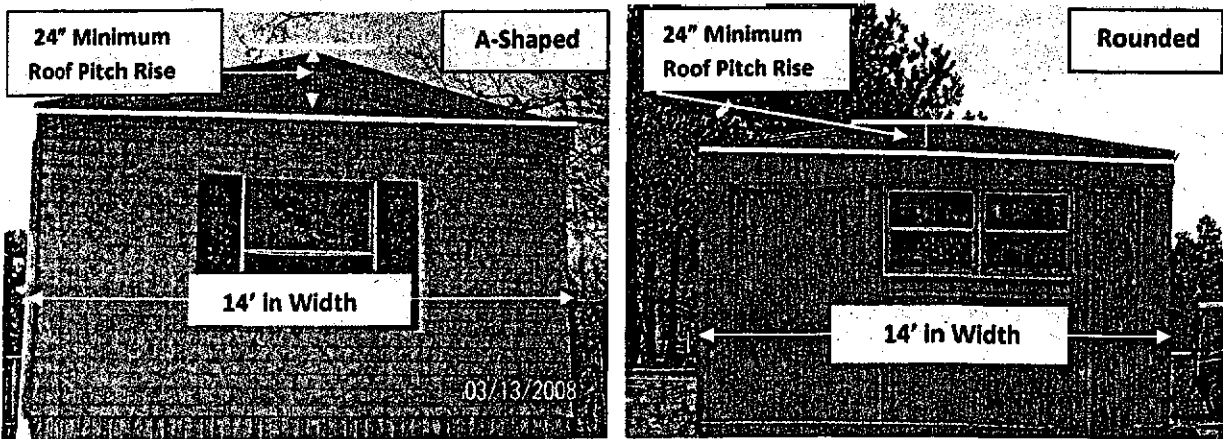 24" Minimum
Roof Pitch Rise
A-Shaped
14' in Width
03/13/2008
24" Minimum
Roof Pitch Rise
Rounded
14' in Width